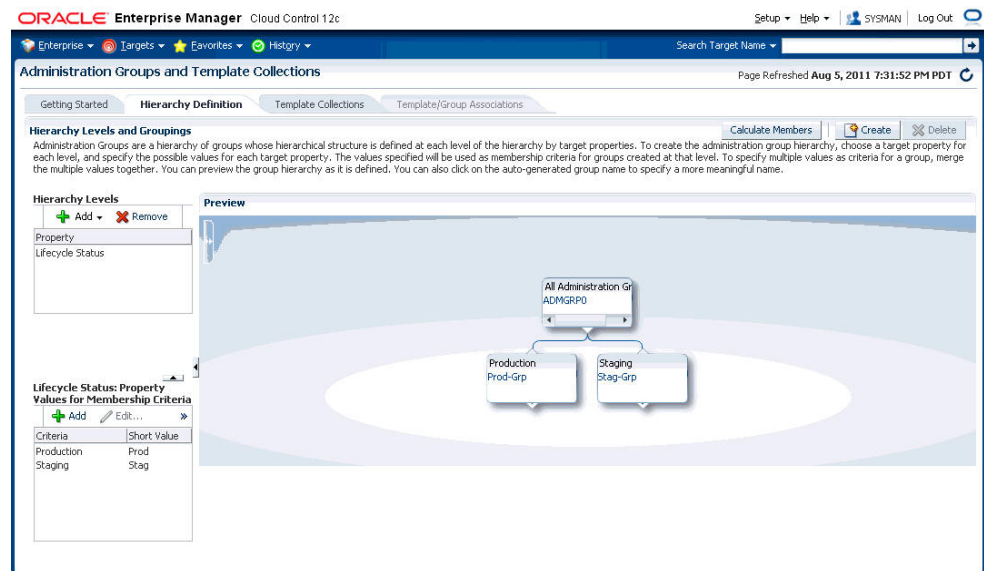 ORACLE Enterprise Manager Cloud Control 12c
Setup Help SYSMAN Log Out
Enterprise Targets Favorites History Search Target Name
Administration Groups and Template Collections
Page Refreshed Aug 5, 2011 7:31:52 PM PDT
Getting Started Hierarchy Definition Template Collections Template/Group Associations
Hierarchy Levels and Groupings
Calculate Members Create Delete
Administration Groups are a hierarchy of groups whose hierarchical structure is defined at each level of the hierarchy by target properties. To create the administration group hierarchy, choose a target property for
each level, and specify the possible values for each target property. The values specified will be used as membership criteria for groups created at that level. To specify multiple values as criteria for a group, merge
the multiple values together. You can preview the group hierarchy as it is defined. You can also click on the auto-generated group name to specify a more meaningful name.
Hierarchy Levels
Add Remove
Property
Lifecycle Status
Preview
All Administration Gr
ADMGRP0
Production
Prod-Grp
Staging
Stag-Grp
Lifecycle Status: Property
Values for Membership Criteria
Add Edit... »
Criteria Short Value
Production Prod
Staging Stag